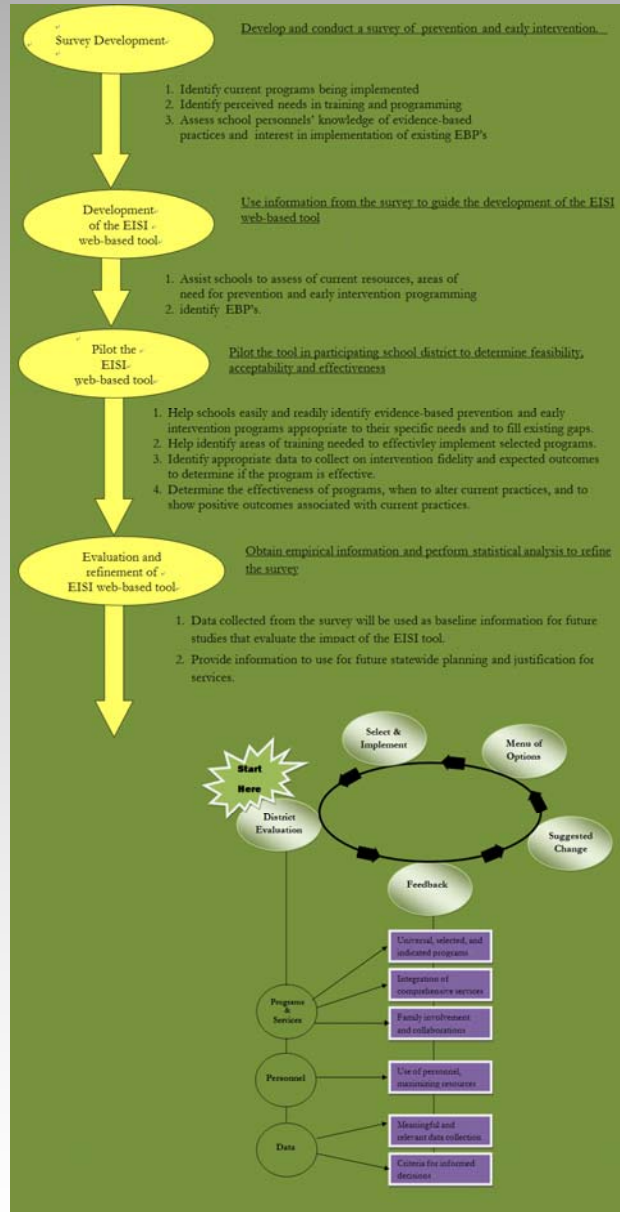 Survey Development
Develop and conduct a survey of prevention and early intervention.
1. Identify current programs being implemented
2. Identify perceived needs in training and programming
3. Assess school personnels' knowledge of evidence-based
practices and interest in implementation of existing EBP's
Development
of the EISI
web-based tool
Use information from the survey to guide the development of the EISI
web-based tool
1. Assist schools to assess of current resources, areas of
need for prevention and early intervention programming
2. identify EBP's.
Pilot the
EISI
web-based tool
Pilot the tool in participating school district to determine feasibility,
acceptability and effectiveness
1. Help schools easily and readily identify evidence-based prevention and early
intervention programs appropriate to their specific needs and to fill existing gaps.
2. Help identify areas of training needed to effectivley implement selected programs.
3. Identify appropriate data to collect on intervention fidelity and expected outcomes
to determine if the program is effective.
4. Determine the effectiveness of programs, when to alter current practices, and to
show positive outcomes associated with current practices.
Evaluation and
refinement of
EISI web-based tool
Obtain empirical information and perform statistical analysis to refine
the survey
1. Data collected from the survey will be used as baseline information for future
studies that evaluate the impact of the EISI tool.
2. Provide information to use for future statewide planning and justification for
services.
Select &
Implement
Menu of
Options
Start
Here
District
Evaluation
Suggested
Change
Feedback
Universal, selected, and
indicated programs
Integration of
comprehensive services
Programs
&
Services
Family involvement
and collaborations
Personnel
Use of personnel,
maximizing resources
Data
Meaningful and
relevant data collection
Criteria for informed
decisions